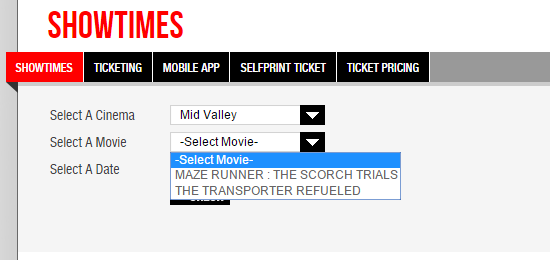 SHOWTIMES
SHOWTIMES TICKETING MOBILE APP SELFPRINT TICKET TICKET PRICING
Select A Cinema Mid Valley
Select A Movie -Select Movie-
-Select Movie-
Select A Date
MAZE RUNNER : THE SCORCH TRIALS
THE TRANSPORTER REFUELED